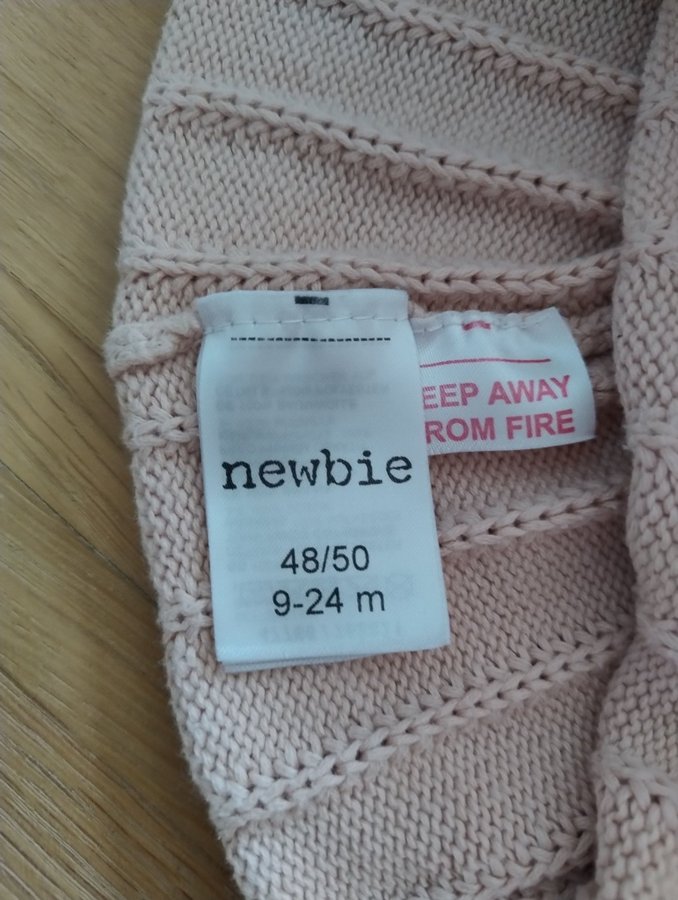 newbie
48/50
9-24 m
EEP AWAY
ROM FIRE